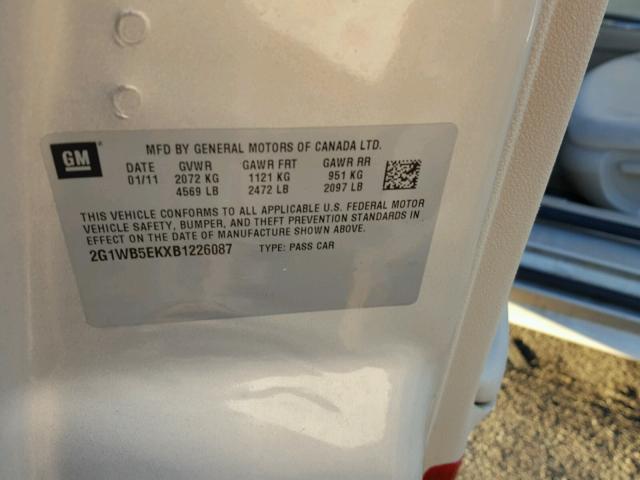 GM
MFD BY GENERAL MOTORS OF CANADA LTD.
DATE GVWR GAWR FRT GAWR RR
01/11 2072 KG 1121 KG 951 KG
4569 LB 2472 LB 2097 LB
THIS VEHICLE CONFORMS TO ALL APPLICABLE U.S. FEDERAL MOTOR
VEHICLE SAFETY, BUMPER, AND THEFT PREVENTION STANDARDS IN
EFFECT ON THE DATE OF MANUFACTURE SHOWN ABOVE.
2G1WB5EKXB1226087 TYPE: PASS CAR